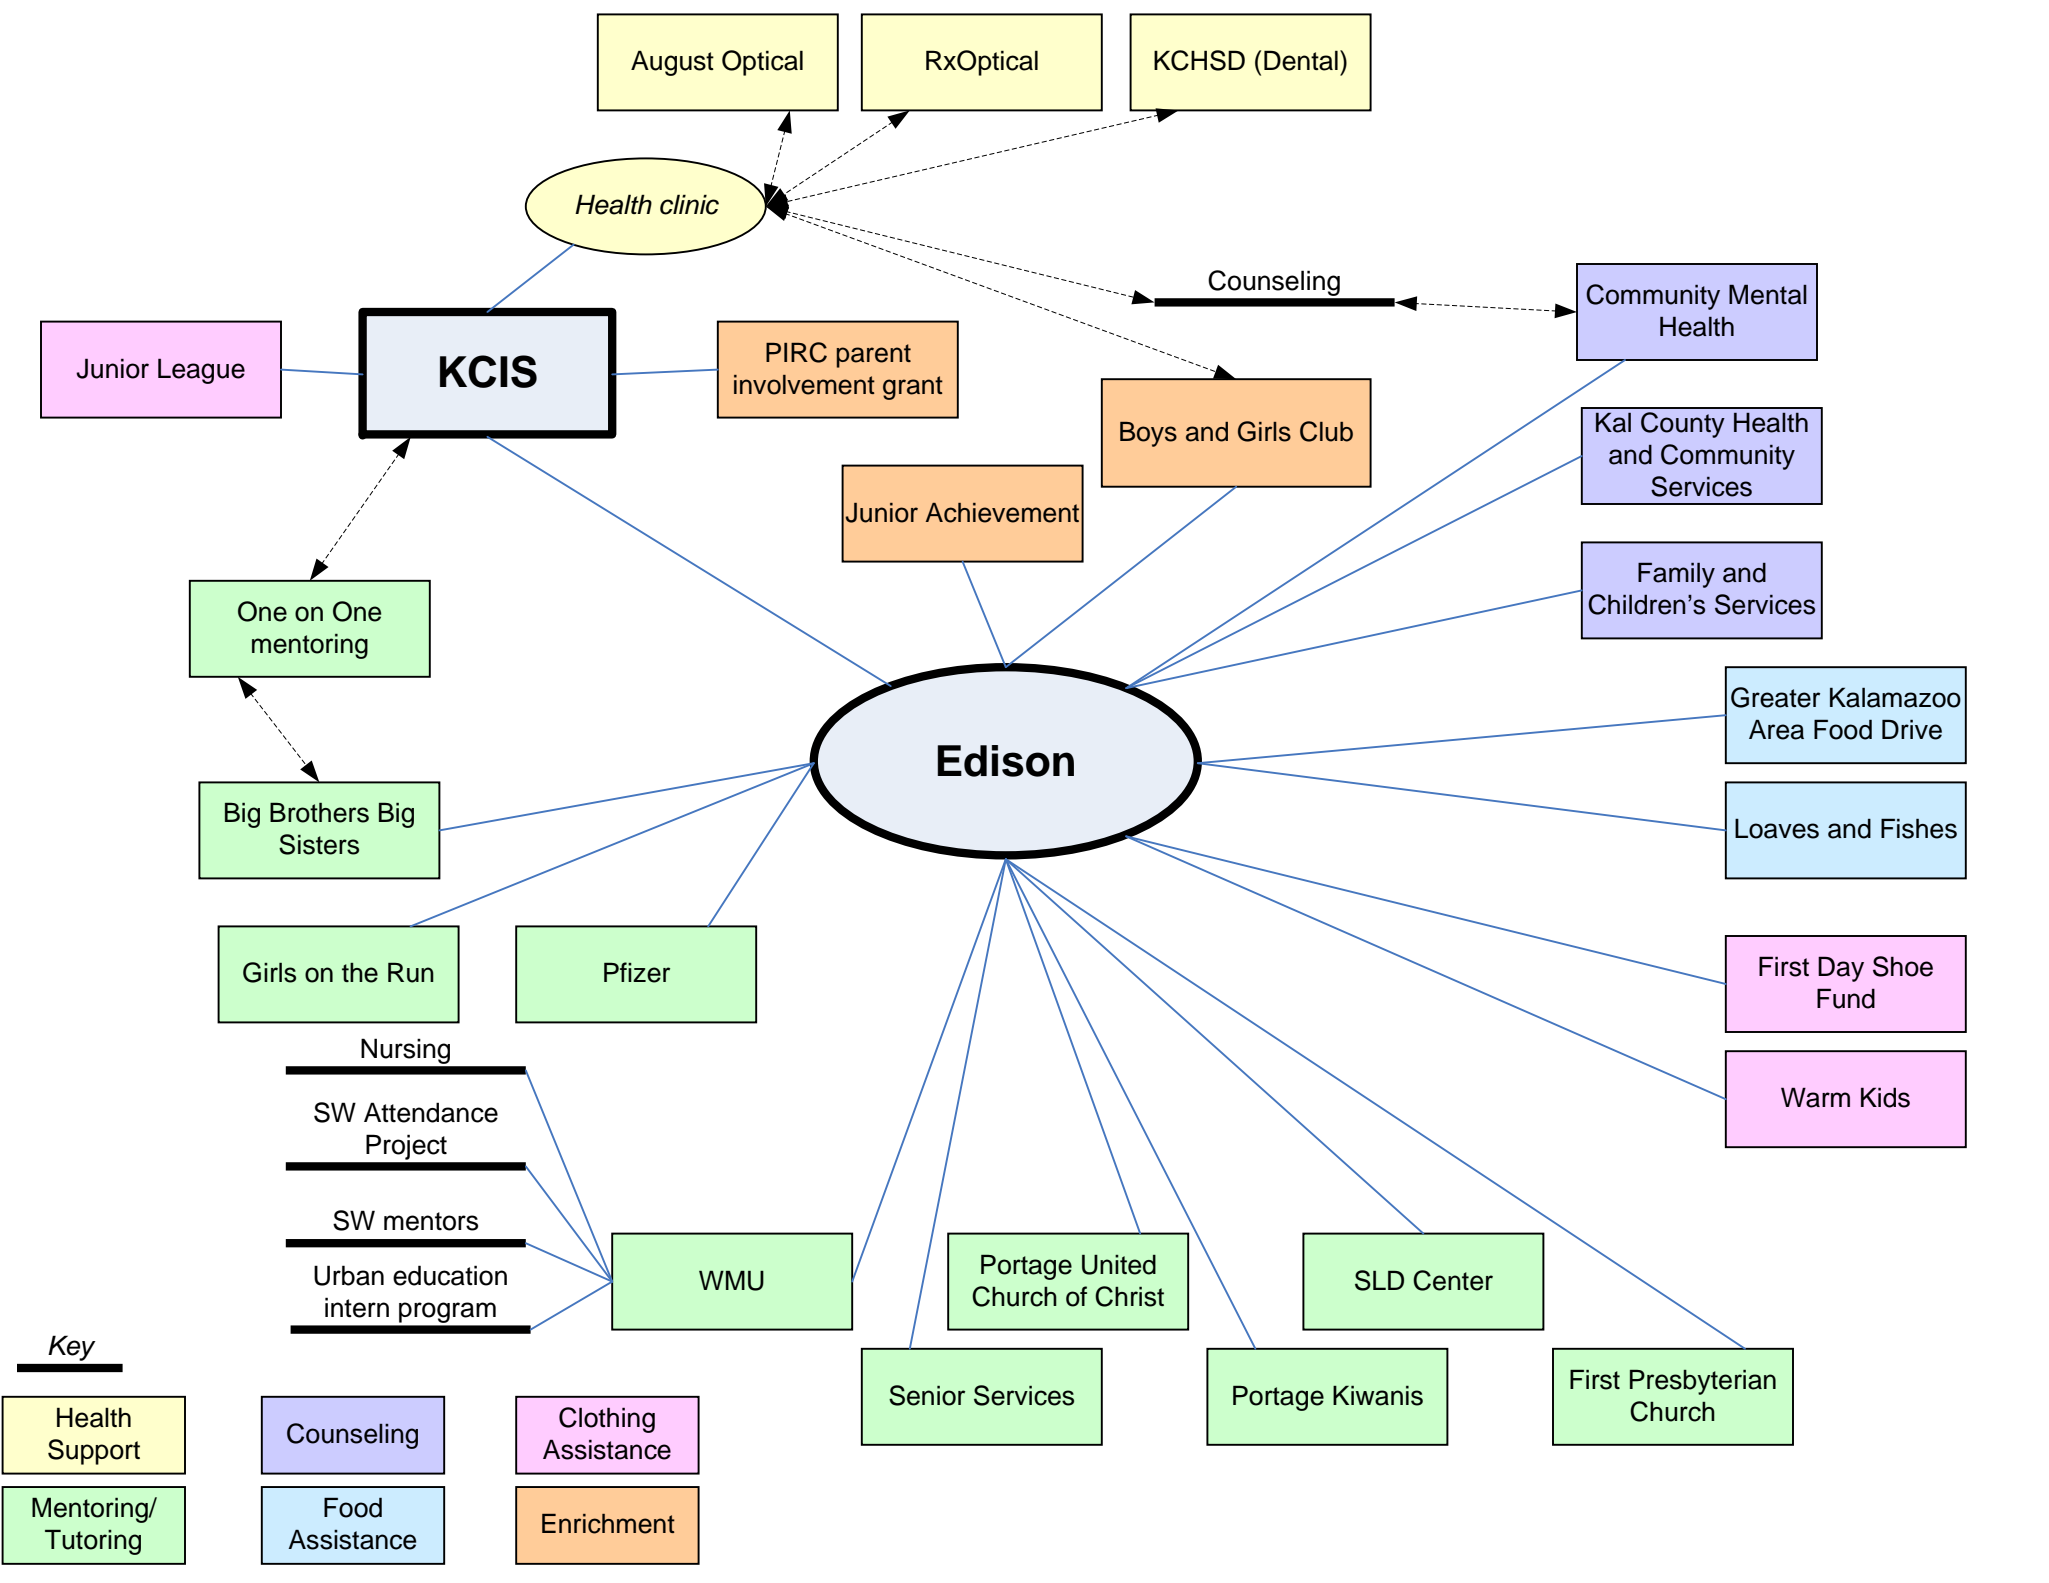 August Optical
RxOptical
KCHSD (Dental)
Health clinic
Counseling
Community Mental
Health
Junior League
KCIS
PIRC parent
involvement grant
Boys and Girls Club
Kal County Health
and Community
Services
Junior Achievement
Family and
Children’s Services
One on One
mentoring
Greater Kalamazoo
Area Food Drive
Edison
Big Brothers Big
Sisters
Loaves and Fishes
Girls on the Run
Pfizer
First Day Shoe
Fund
Nursing
Warm Kids
SW Attendance
Project
SW mentors
Urban education
intern program
WMU
Portage United
Church of Christ
SLD Center
Senior Services
Portage Kiwanis
First Presbyterian
Church
Key
Health
Support
Counseling
Clothing
Assistance
Mentoring/
Tutoring
Food
Assistance
Enrichment